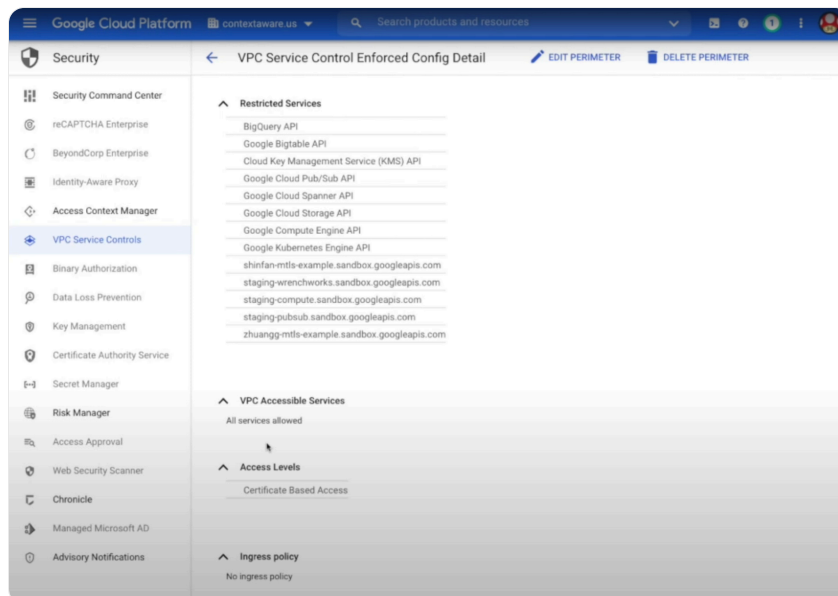 Google Cloud Platform
contextaware.us
Search products and resources
1
Security
VPC Service Control Enforced Config Detail
EDIT PERIMETER
DELETE PERIMETER
Security Command Center
reCAPTCHA Enterprise
BeyondCorp Enterprise
Identity-Aware Proxy
Access Context Manager
VPC Service Controls
Binary Authorization
Data Loss Prevention
Key Management
Certificate Authority Service
Secret Manager
Risk Manager
Access Approval
Web Security Scanner
Chronicle
Managed Microsoft AD
Advisory Notifications
Restricted Services
BigQuery API
Google Bigtable API
Cloud Key Management Service (KMS) API
Google Cloud Pub/Sub API
Google Cloud Spanner API
Google Cloud Storage API
Google Compute Engine API
Google Kubernetes Engine API
shinfan-mtls-example.sandbox.googleapis.com
staging-wrenchworks.sandbox.googleapis.com
staging-compute.sandbox.googleapis.com
staging-pubsub.sandbox.googleapis.com
zhuangg-mtls-example.sandbox.googleapis.com
VPC Accessible Services
All services allowed
Access Levels
Certificate Based Access
Ingress policy
No ingress policy